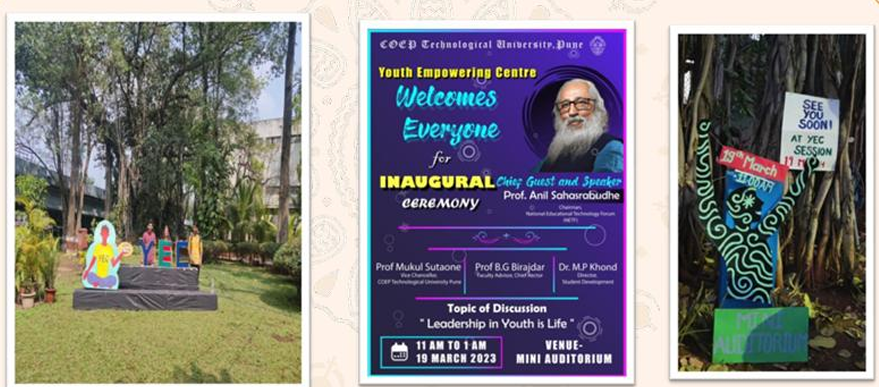 YEC
E
COEP Technological University, Pune
Youth Empowering Centre
Welcomes
Everyone
for
INAUGURAL
CEREMONY
Chief Guest and Speaker
Prof. Anil Sahasrabudhe
Chairman,
National Educational Technology Forum
(NETF)
Prof Mukul Sutaone
Vice Chancellor,
COEP Technological University Pune
Prof B.G Birajdar
Faculty Advisor, Chief Rector
Dr. M.P Khond
Director,
Student Development
Topic of Discussion
" Leadership in Youth is Life "
11 AM TO 1 AM
19 MARCH 2023
VENUE-
MINI AUDITORIUM
SEE
YOU
SOON!
AT YEC
SESSION
19 M
19th March
11:00AM
MINI
AUDITORIUM